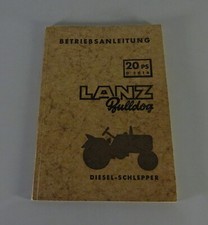 BETRIEBSANLEITUNG
20 PS
LANZ
Bulldog
DIESEL-SCHLEPPER